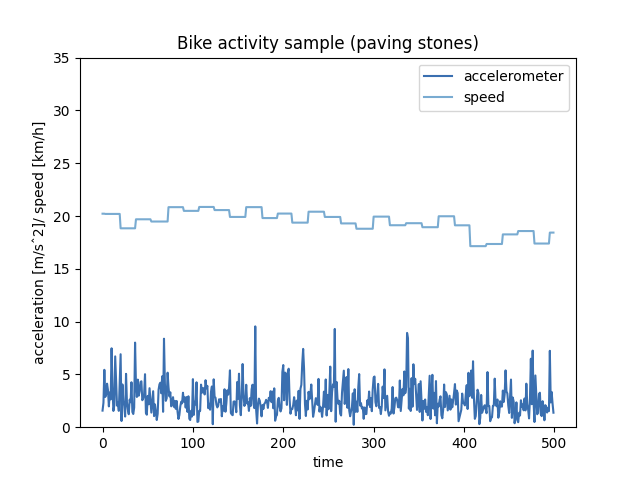 Bike activity sample (paving stones)
accelerometer
speed
35
30
25
20
15
10
5
0
acceleration [m/s^2]/ speed [km/h]
0 100 200 300 400 500
time